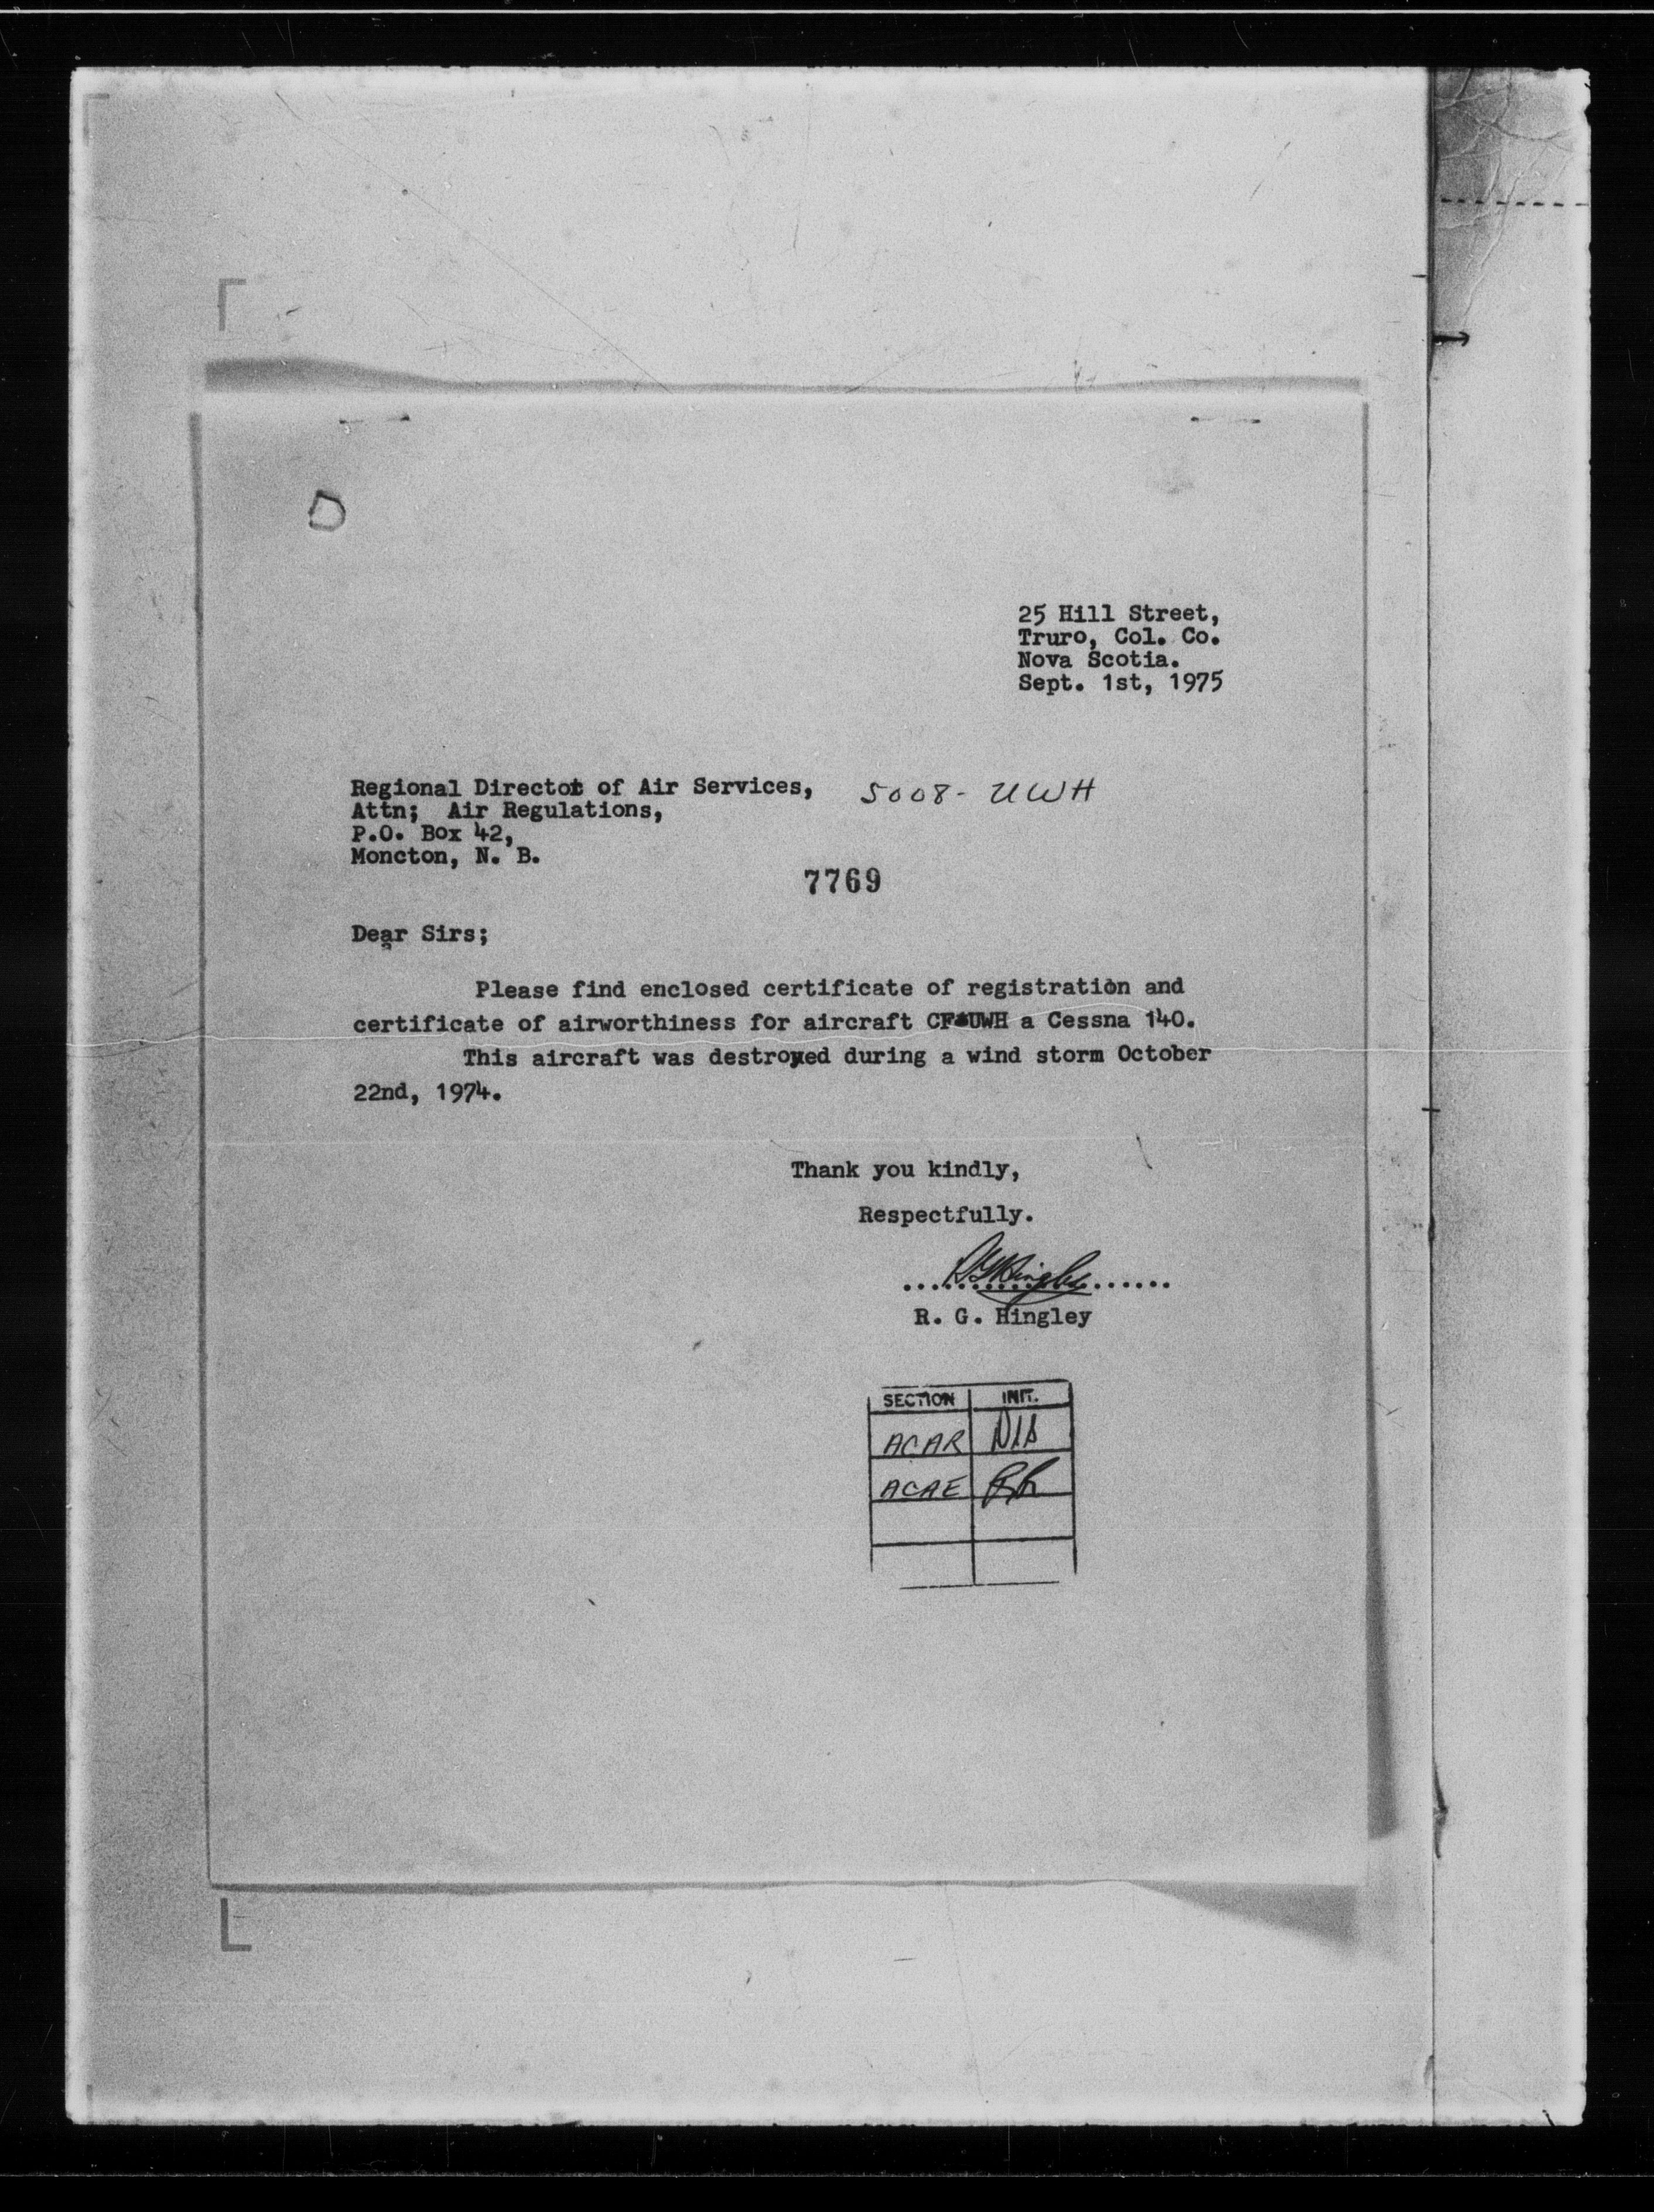 25 Hill Street,
Truro, Col. Co.
Nova Scotia.
Sept. 1st, 1975
Regional Director of Air Services,
5008- UWH
Attn; Air Regulations,
P.O. Box 42,
Moncton, N. B.
7769
Dear Sirs;
Please find enclosed certificate of registration and
certificate of airworthiness for aircraft CF-UWH a Cessna 140.
This aircraft was destroyed during a wind storm October
22nd, 1974.
Thank you kindly,
Respectfully.
R. G. Hingley
SECTION INIT.
ACAR
ACAE